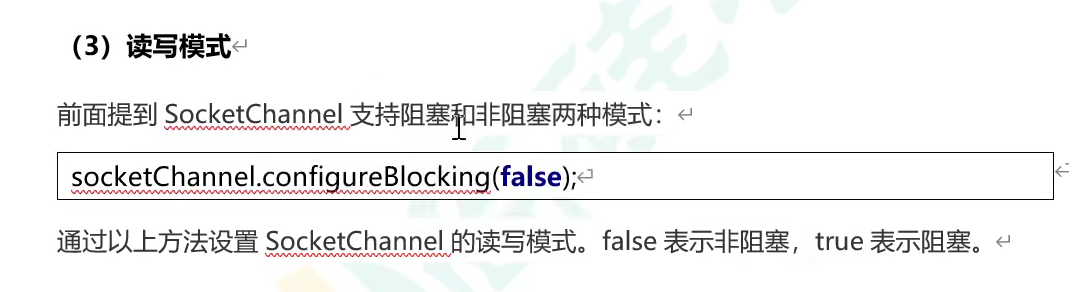 （3）读写模式
前面提到 SocketChannel 支持阻塞和非阻塞两种模式：
socketChannel.configureBlocking(false);
通过以上方法设置 SocketChannel 的读写模式。false 表示非阻塞，true 表示阻塞。